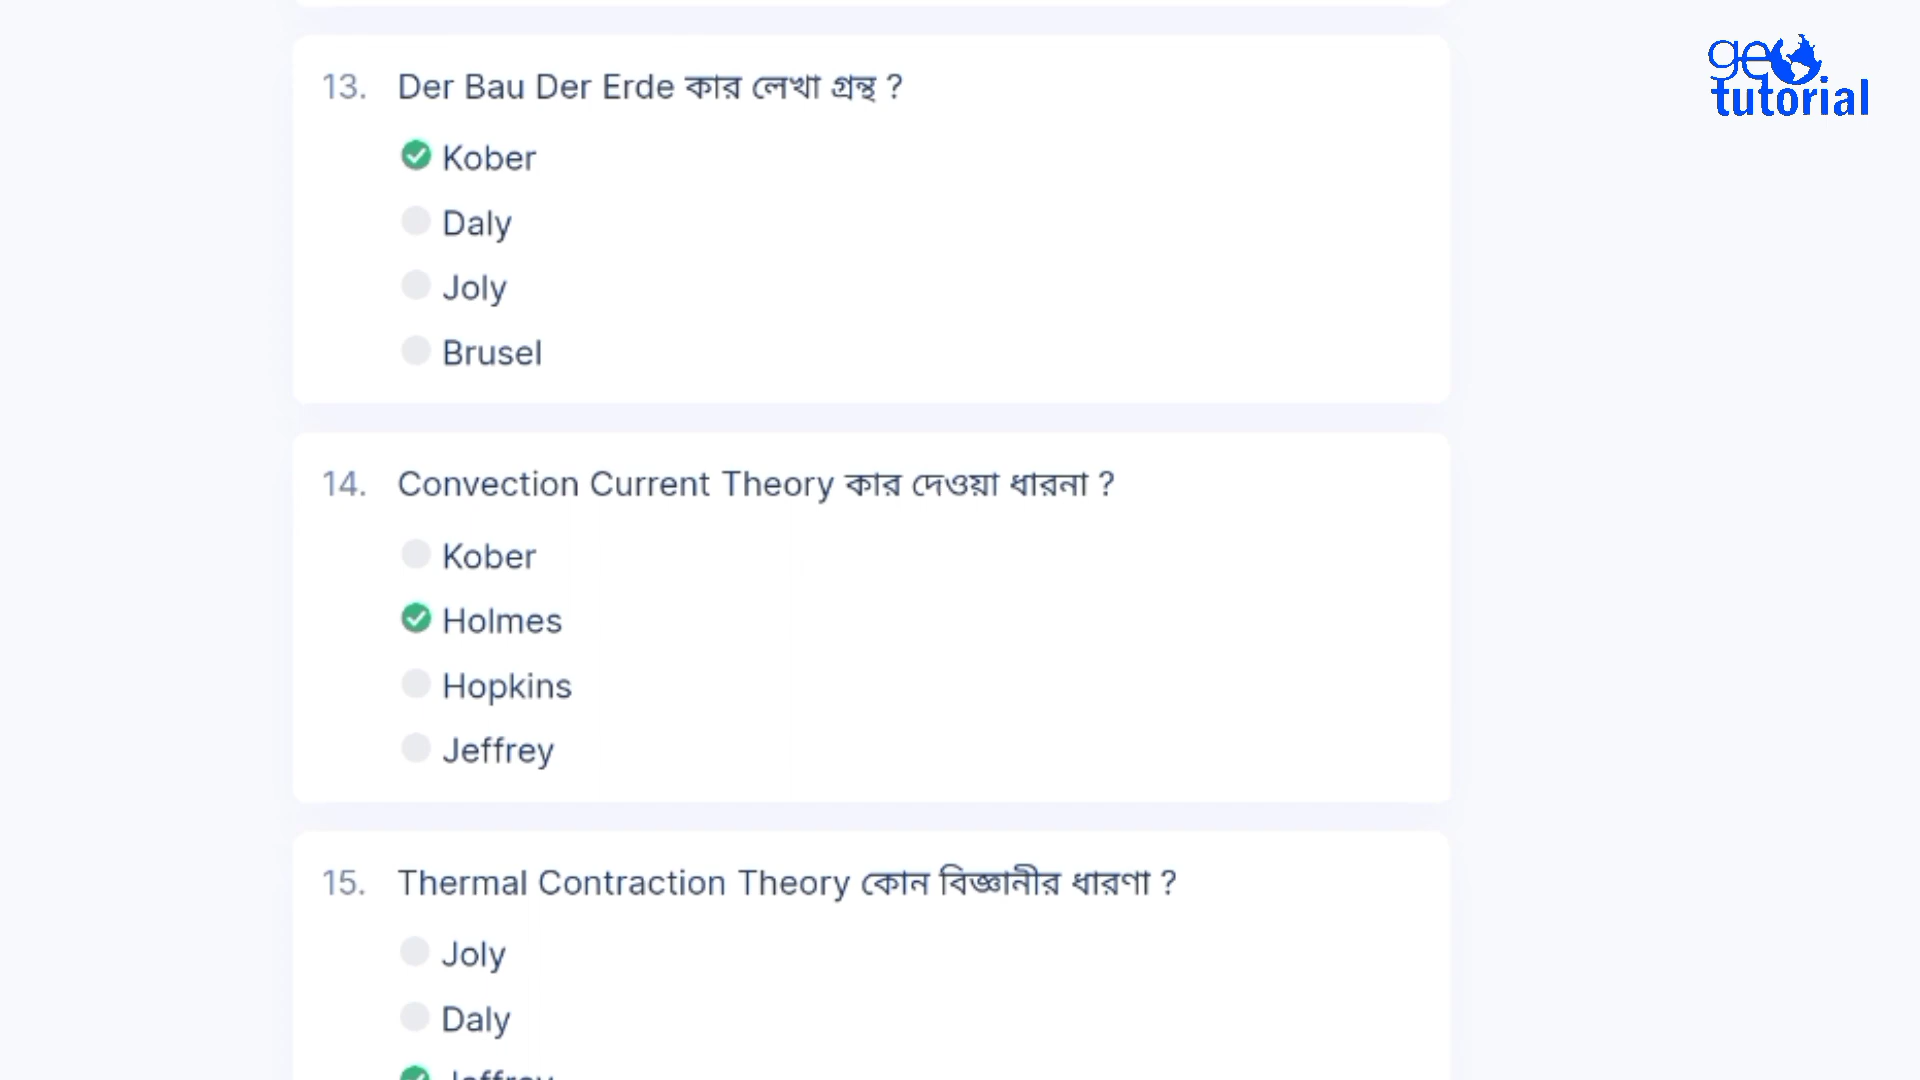 geo
tutorial
13. Der Bau Der Erde কার লেখা গ্রন্থ ?
Kober
Daly
Joly
Brusel
14. Convection Current Theory কার দেওয়া ধারনা ?
Kober
Holmes
Hopkins
Jeffrey
15. Thermal Contraction Theory কোন বিজ্ঞানীর ধারণা ?
Joly
Daly
Jeffrey